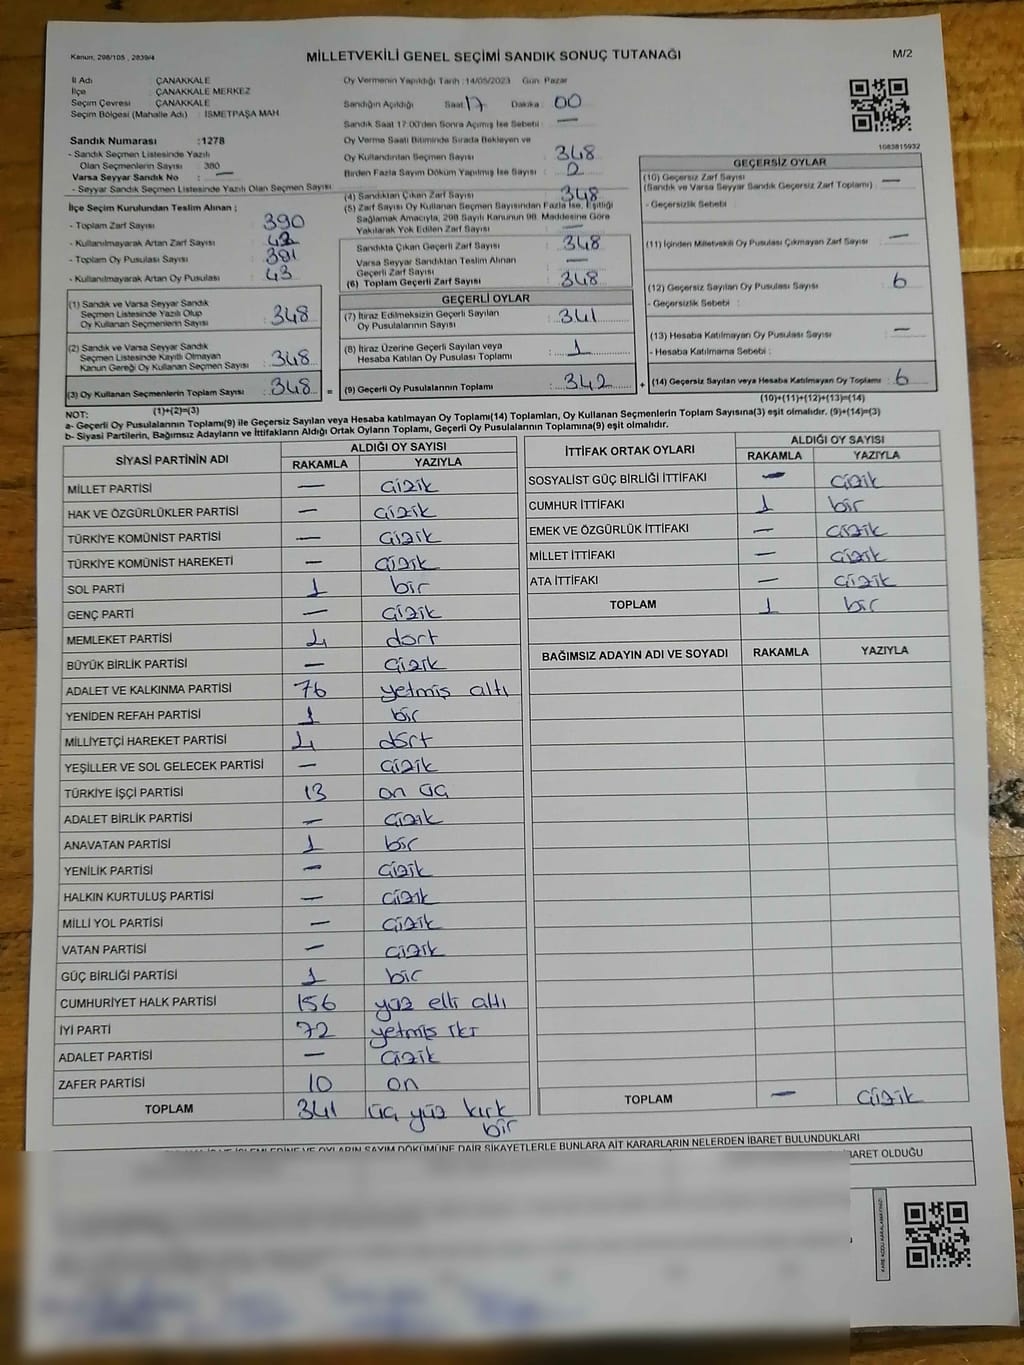 Kanun, 298/105 , 2839/4
MİLLETVEKİLİ GENEL SEÇİMİ SANDIK SONUÇ TUTANAĞI
M/2
İl Adı : ÇANAKKALE
İlçe : ÇANAKKALE MERKEZ
Seçim Çevresi : ÇANAKKALE
Seçim Bölgesi (Mahalle Adı) : İSMETPAŞA MAH
Sandık Numarası :1278
- Sandık Seçmen Listesinde Yazılı
Olan Seçmenlerin Sayısı : 380
Varsa Seyyar Sandık No : —
- Seyyar Sandık Seçmen Listesinde Yazılı Olan Seçmen Sayısı
İlçe Seçim Kurulundan Teslim Alınan ;
- Toplam Zarf Sayısı : 390
- Kullanılmayarak Artan Zarf Sayısı : 42
- Toplam Oy Pusulası Sayısı : 391
- Kullanılmayarak Artan Oy Pusulası : 43
Oy Vermenin Yapıldığı Tarih :14/05/2023 Gün: Pazar
Sandığın Açıldığı Saat: 17 Dakika : 00
Sandık Saat 17:00'den Sonra Açımış İse Sebebi : —
Oy Verme Saati Bitiminde Sırada Bekleyen ve
Oy Kullandırılan Seçmen Sayısı : 348
Birden Fazla Sayım Döküm Yapılmış İse Sayısı : 2
(4) Sandıktan Çıkan Zarf Sayısı : 348
(5) Zarf Sayısı Oy Kullanan Seçmen Sayısından Fazla İse, Eşitliği
Sağlamak Amacıyla, 298 Sayılı Kanunun 98. Maddesine Göre
Yakılarak Yok Edilen Zarf Sayısı : —
Sandıkta Çıkan Geçerli Zarf Sayısı : 348
Varsa Seyyar Sandıktan Teslim Alınan
Geçerli Zarf Sayısı : —
(6) Toplam Geçerli Zarf Sayısı : 348
1083815932
GEÇERSİZ OYLAR
(10) Geçersiz Zarf Sayısı
(Sandık ve Varsa Seyyar Sandık Geçersiz Zarf Toplamı) : —
- Geçersizlik Sebebi :
(11) İçinden Milletvekili Oy Pusulası Çıkmayan Zarf Sayısı : —
(12) Geçersiz Sayılan Oy Pusulası Sayısı : 6
- Geçersizlik Sebebi :
(13) Hesaba Katılmayan Oy Pusulası Sayısı : —
- Hesaba Katılmama Sebebi :
(14) Geçersiz Sayılan veya Hesaba Katılmayan Oy Toplamı : 6
(10)+(11)+(12)+(13)=(14)
(1) Sandık ve Varsa Seyyar Sandık
Seçmen Listesinde Yazılı Olup
Oy Kullanan Seçmenlerin Sayısı : 348
(2) Sandık ve Varsa Seyyar Sandık
Seçmen Listesinde Kayıtlı Olmayan
Kanun Gereği Oy Kullanan Seçmen Sayısı : 348
(3) Oy Kullanan Seçmenlerin Toplam Sayısı : 348 =
(1)+(2)=(3)
GEÇERLİ OYLAR
(7) İtiraz Edilmeksizin Geçerli Sayılan
Oy Pusulalarının Sayısı : 341
(8) İtiraz Üzerine Geçerli Sayılan veya
Hesaba Katılan Oy Pusulası Toplamı : 1
(9) Geçerli Oy Pusulalarının Toplamı : 342 +
NOT:
a- Geçerli Oy Pusulalarının Toplamı(9) ile Geçersiz Sayılan veya Hesaba katılmayan Oy Toplamı(14) Toplamları, Oy Kullanan Seçmenlerin Toplam Sayısına(3) eşit olmalıdır. (9)+(14)=(3)
b- Siyasi Partilerin, Bağımsız Adayların ve İttifakların Aldığı Ortak Oyların Toplamı, Geçerli Oy Pusulalarının Toplamına(9) eşit olmalıdır.
SİYASİ PARTİNİN ADI ALDIĞI OY SAYISI
RAKAMLA YAZIYLA
MİLLET PARTİSİ — çizik
HAK VE ÖZGÜRLÜKLER PARTİSİ — çizik
TÜRKİYE KOMÜNİST PARTİSİ — çizik
TÜRKİYE KOMÜNİST HAREKETİ — çizik
SOL PARTİ 1 bir
GENÇ PARTİ — çizik
MEMLEKET PARTİSİ 4 dört
BÜYÜK BİRLİK PARTİSİ — çizik
ADALET VE KALKINMA PARTİSİ 76 yetmiş altı
YENİDEN REFAH PARTİSİ 1 bir
MİLLİYETÇİ HAREKET PARTİSİ 4 dört
YEŞİLLER VE SOL GELECEK PARTİSİ — çizik
TÜRKİYE İŞÇİ PARTİSİ 13 on üç
ADALET BİRLİK PARTİSİ — çizik
ANAVATAN PARTİSİ 1 bir
YENİLİK PARTİSİ — çizik
HALKIN KURTULUŞ PARTİSİ — çizik
MİLLİ YOL PARTİSİ — çizik
VATAN PARTİSİ — çizik
GÜÇ BİRLİĞİ PARTİSİ 1 bir
CUMHURİYET HALK PARTİSİ 156 yüz elli altı
İYİ PARTİ 72 yetmiş iki
ADALET PARTİSİ — çizik
ZAFER PARTİSİ 10 on
TOPLAM 341 üç yüz kırk
bir
İTTİFAK ORTAK OYLARI ALDIĞI OY SAYISI
RAKAMLA YAZIYLA
SOSYALİST GÜÇ BİRLİĞİ İTTİFAKI — çizik
CUMHUR İTTİFAKI 1 bir
EMEK VE ÖZGÜRLÜK İTTİFAKI — çizik
MİLLET İTTİFAKI — çizik
ATA İTTİFAKI — çizik
TOPLAM 1 bir
BAĞIMSIZ ADAYIN ADI VE SOYADI RAKAMLA YAZIYLA
TOPLAM — çizik
İŞLEMLERİNE VE OYLARIN SAYIM DÖKÜMÜNE DAİR ŞİKAYETLERLE BUNLARA AİT KARARLARIN NELERDEN İBARET BULUNDUKLARI
İBARET OLDUĞU
KARE KODU KARALAMAYINIZ!